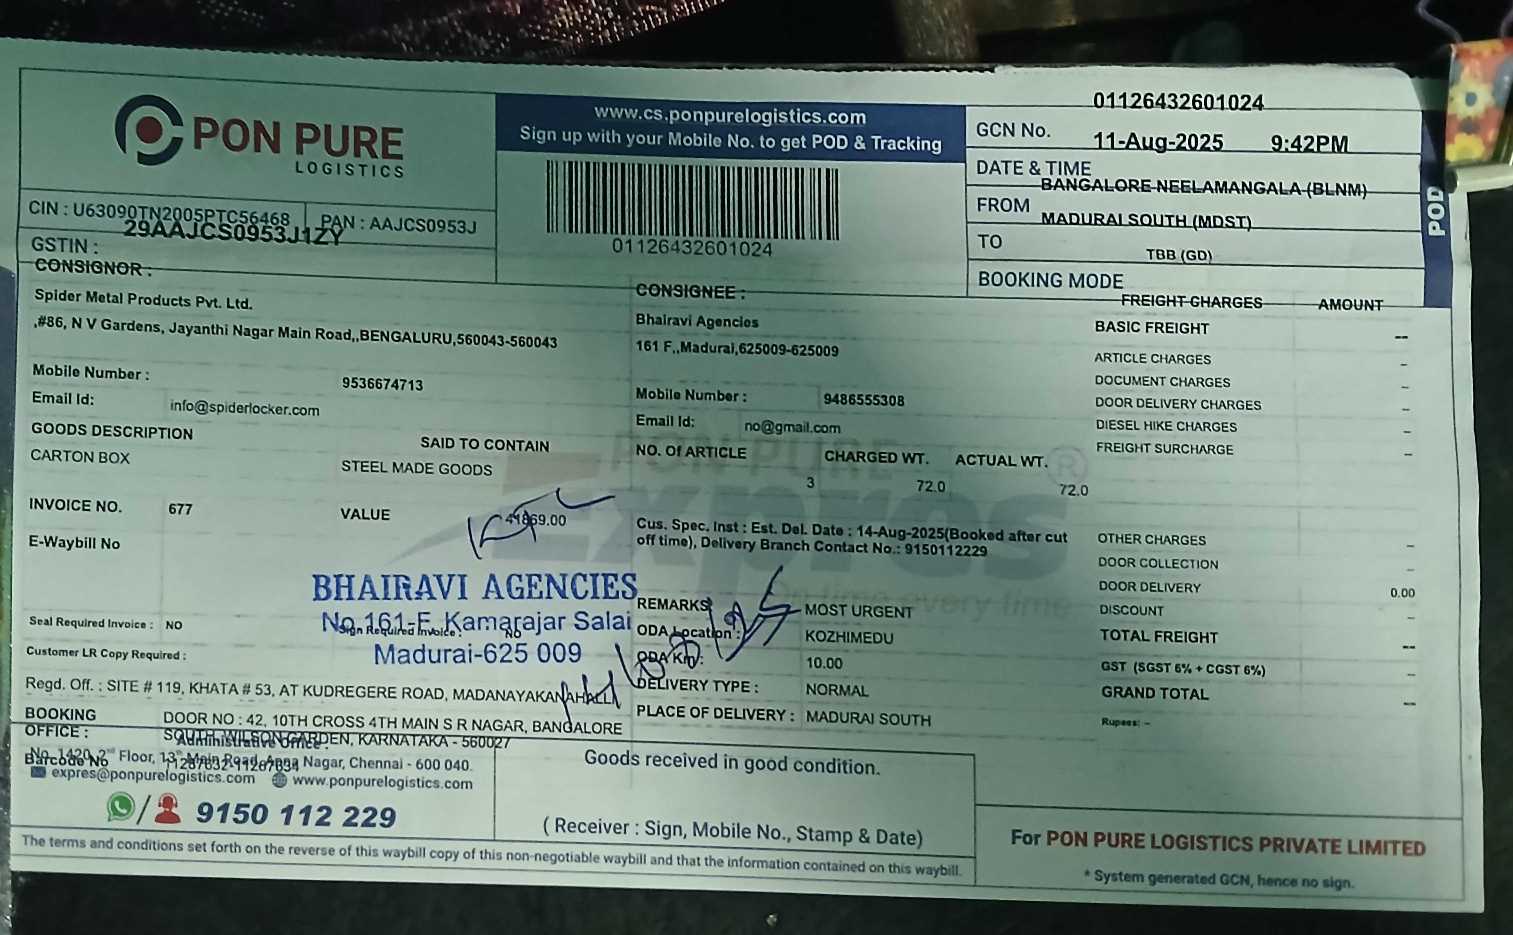 PON PURE
LOGISTICS
www.cs.ponpurelogistics.com
Sign up with your Mobile No. to get POD & Tracking
01126432601024
01126432601024
GCN No.
11-Aug-2025 9:42PM
DATE & TIME
BANGALORE-NEELAMANGALA (BLNM)
FROM
MADURAI SOUTH (MDST)
TO
TBB (GD)
BOOKING MODE
POD
CIN : U63090TN2005PTC56468 PAN : AAJCS0953J
29AAJCS0953J1ZY
GSTIN :
CONSIGNOR :
Spider Metal Products Pvt. Ltd.
,#86, N V Gardens, Jayanthi Nagar Main Road,,BENGALURU,560043-560043
Mobile Number : 9536674713
Email Id: info@spiderlocker.com
GOODS DESCRIPTION SAID TO CONTAIN
CARTON BOX STEEL MADE GOODS
INVOICE NO. 677 VALUE 41869.00
E-Waybill No
CONSIGNEE :
Bhairavi Agencies
161 F,,Madurai,625009-625009
Mobile Number : 9486555308
Email Id: no@gmail.com
NO. Of ARTICLE CHARGED WT. ACTUAL WT.
3 72.0 72.0
PON PURE
Expres
On time every time
Cus. Spec. Inst : Est. Del. Date : 14-Aug-2025(Booked after cut
off time), Delivery Branch Contact No.: 9150112229
FREIGHT CHARGES AMOUNT
BASIC FREIGHT --
ARTICLE CHARGES -
DOCUMENT CHARGES -
DOOR DELIVERY CHARGES -
DIESEL HIKE CHARGES -
FREIGHT SURCHARGE -
OTHER CHARGES -
DOOR COLLECTION -
DOOR DELIVERY 0.00
DISCOUNT
TOTAL FREIGHT --
GST (SGST 6% + CGST 6%) -
GRAND TOTAL --
Rupees: -
BHAIRAVI AGENCIES
No.161-F, Kamarajar Salai
Madurai-625 009
REMARKS: MOST URGENT
ODA Location : KOZHIMEDU
ODA Km: 10.00
DELIVERY TYPE : NORMAL
PLACE OF DELIVERY : MADURAI SOUTH
Seal Required Invoice : NO Sign Required Invoice : NO
Customer LR Copy Required :
Regd. Off. : SITE # 119, KHATA # 53, AT KUDREGERE ROAD, MADANAYAKANAHALLI
BOOKING OFFICE : DOOR NO : 42, 10TH CROSS 4TH MAIN S R NAGAR, BANGALORE
SOUTH, WILSON GARDEN, KARNATAKA - 560027
Administrative Office :
No. 1420, 2nd Floor, 13th Main Road, Anna Nagar, Chennai - 600 040.
Barcode No 11287632-11287634
expres@ponpurelogistics.com www.ponpurelogistics.com
9150 112 229
Goods received in good condition.
( Receiver : Sign, Mobile No., Stamp & Date)
For PON PURE LOGISTICS PRIVATE LIMITED
* System generated GCN, hence no sign.
The terms and conditions set forth on the reverse of this waybill copy of this non-negotiable waybill and that the information contained on this waybill.